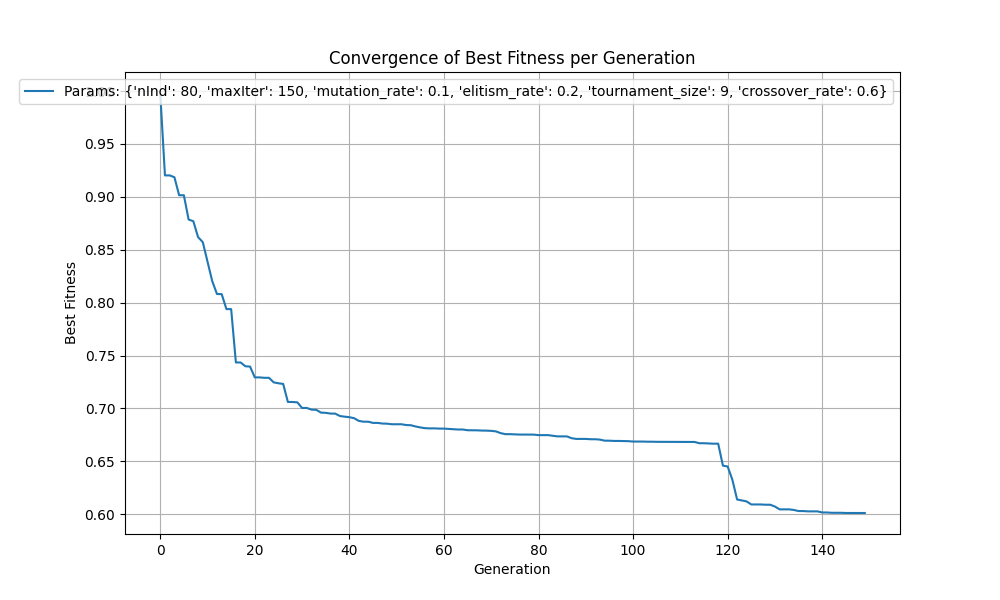 Convergence of Best Fitness per Generation
Params: {'nInd': 80, 'maxIter': 150, 'mutation_rate': 0.1, 'elitism_rate': 0.2, 'tournament_size': 9, 'crossover_rate': 0.6}
0.95
0.90
0.85
0.80
0.75
0.70
0.65
0.60
Best Fitness
0 20 40 60 80 100 120 140
Generation